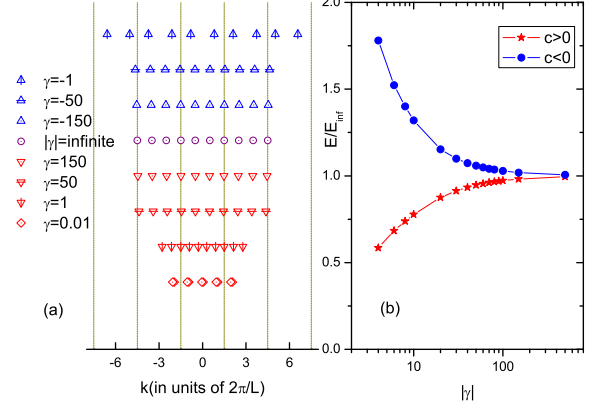 γ=-1
γ=-50
γ=-150
|γ|=infinite
γ=150
γ=50
γ=1
γ=0.01
(a)
-6 -3 0 3 6
k(in units of 2π/L)
2.0
1.5
1.0
0.5
0.0
E/E_inf
c>0
c<0
(b)
10 100
|γ|